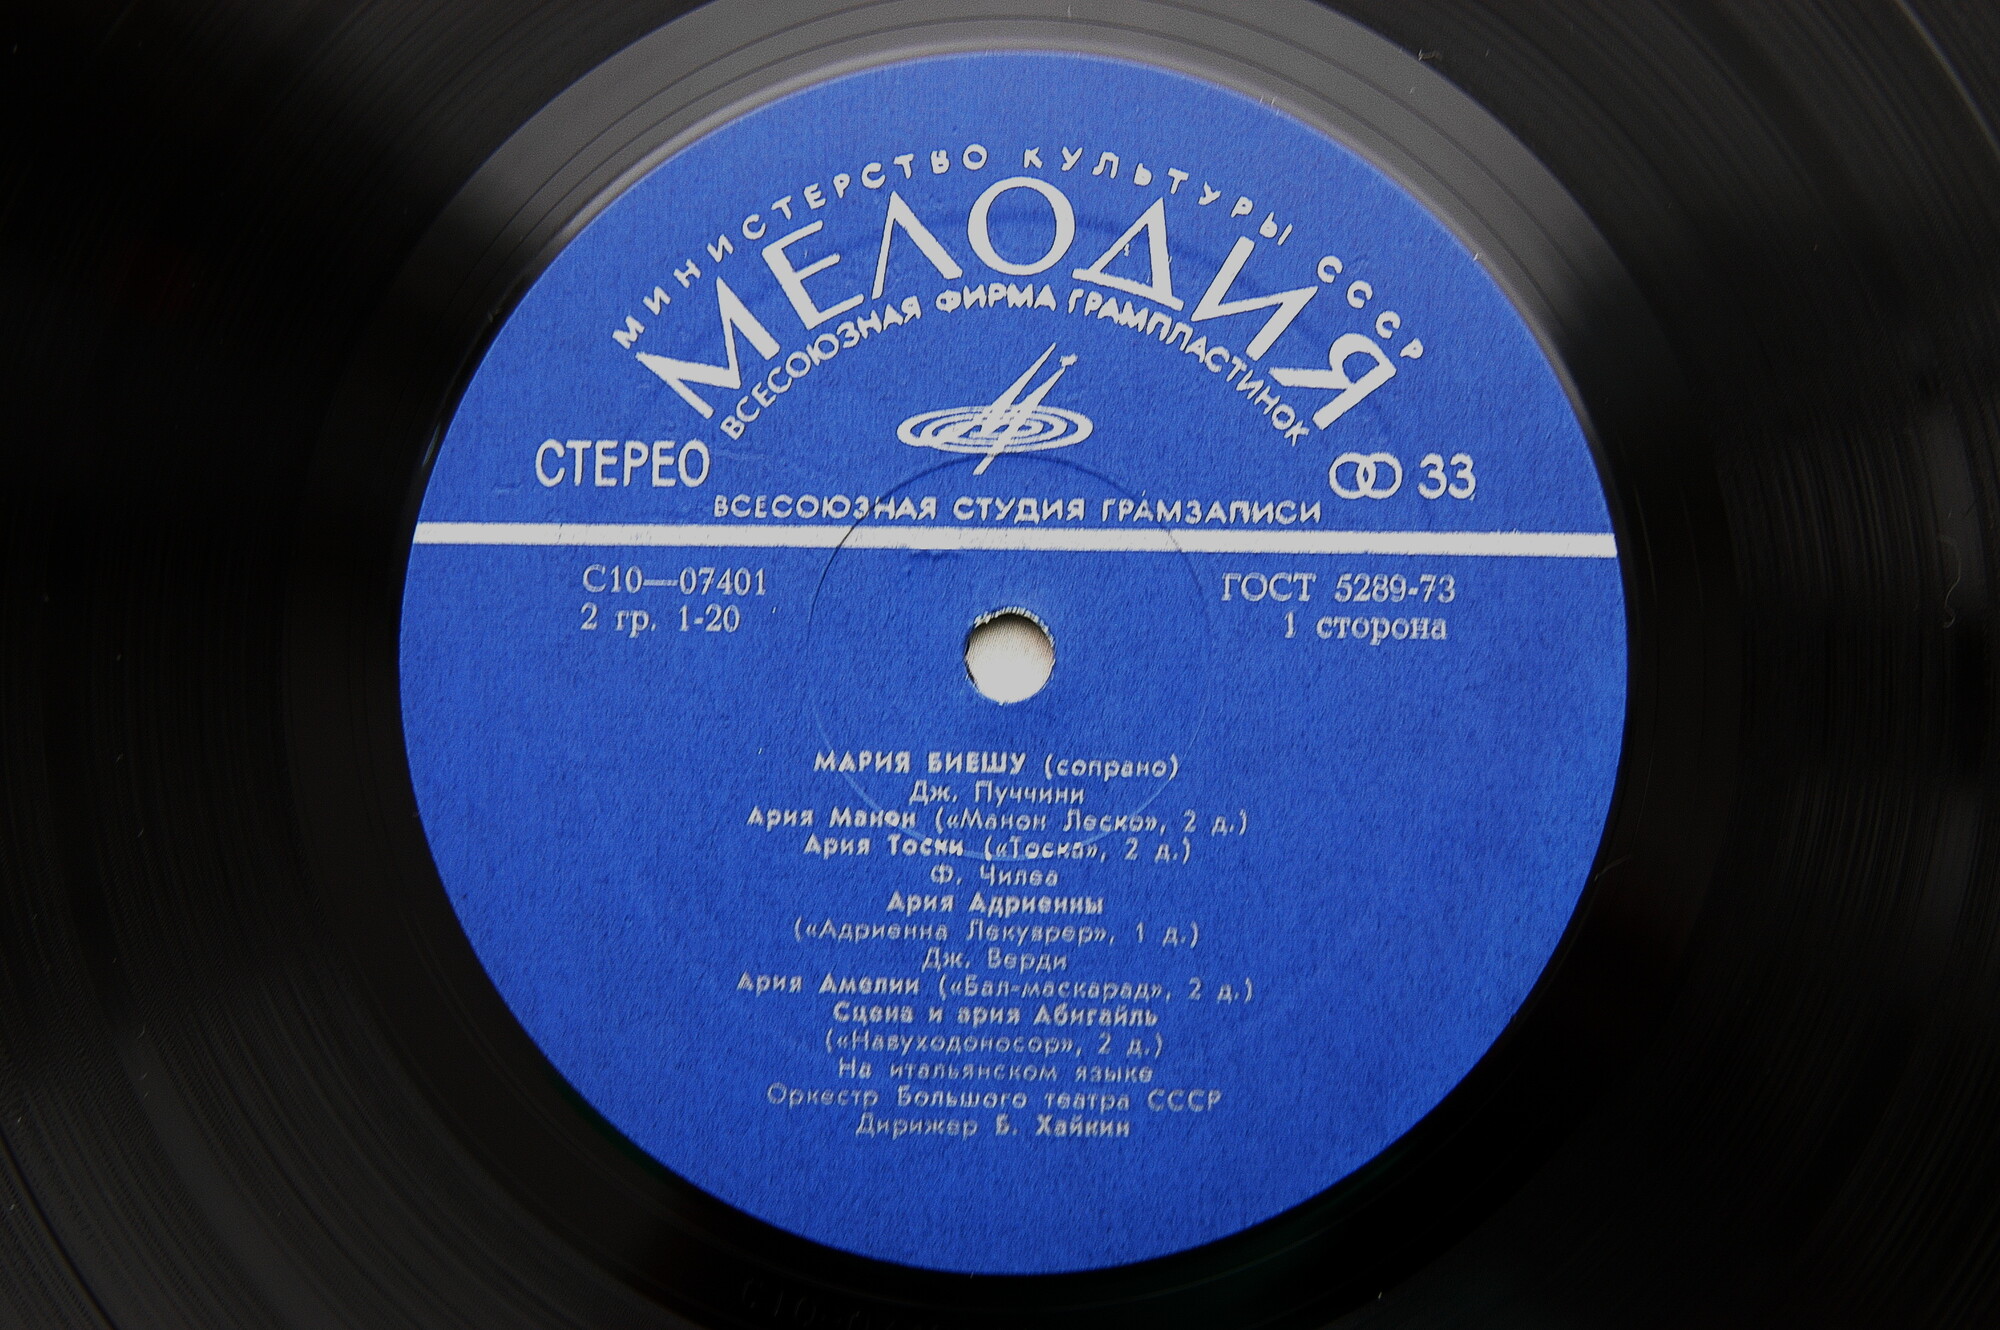 МИНИСТЕРСТВО КУЛЬТУРЫ СССР
МЕЛОДИЯ
ВСЕСОЮЗНАЯ ФИРМА ГРАМПЛАСТИНОК
СТЕРЕО
33
ВСЕСОЮЗНАЯ СТУДИЯ ГРАМЗАПИСИ
С10—07401
ГОСТ 5289-73
2 гр. 1-20
1 сторона
МАРИЯ БИЕШУ (сопрано)
Дж. Пуччини
Ария Манон («Манон Леско», 2 д.)
Ария Тоски («Тоска», 2 д.)
Ф. Чилеа
Ария Адриенны
(«Адриенна Лекуврер», 1 д.)
Дж. Верди
Ария Амелии («Бал-маскарад», 2 д.)
Сцена и ария Абигайль
(«Навуходоносор», 2 д.)
На итальянском языке
Оркестр Большого театра СССР
Дирижер Б. Хайкин